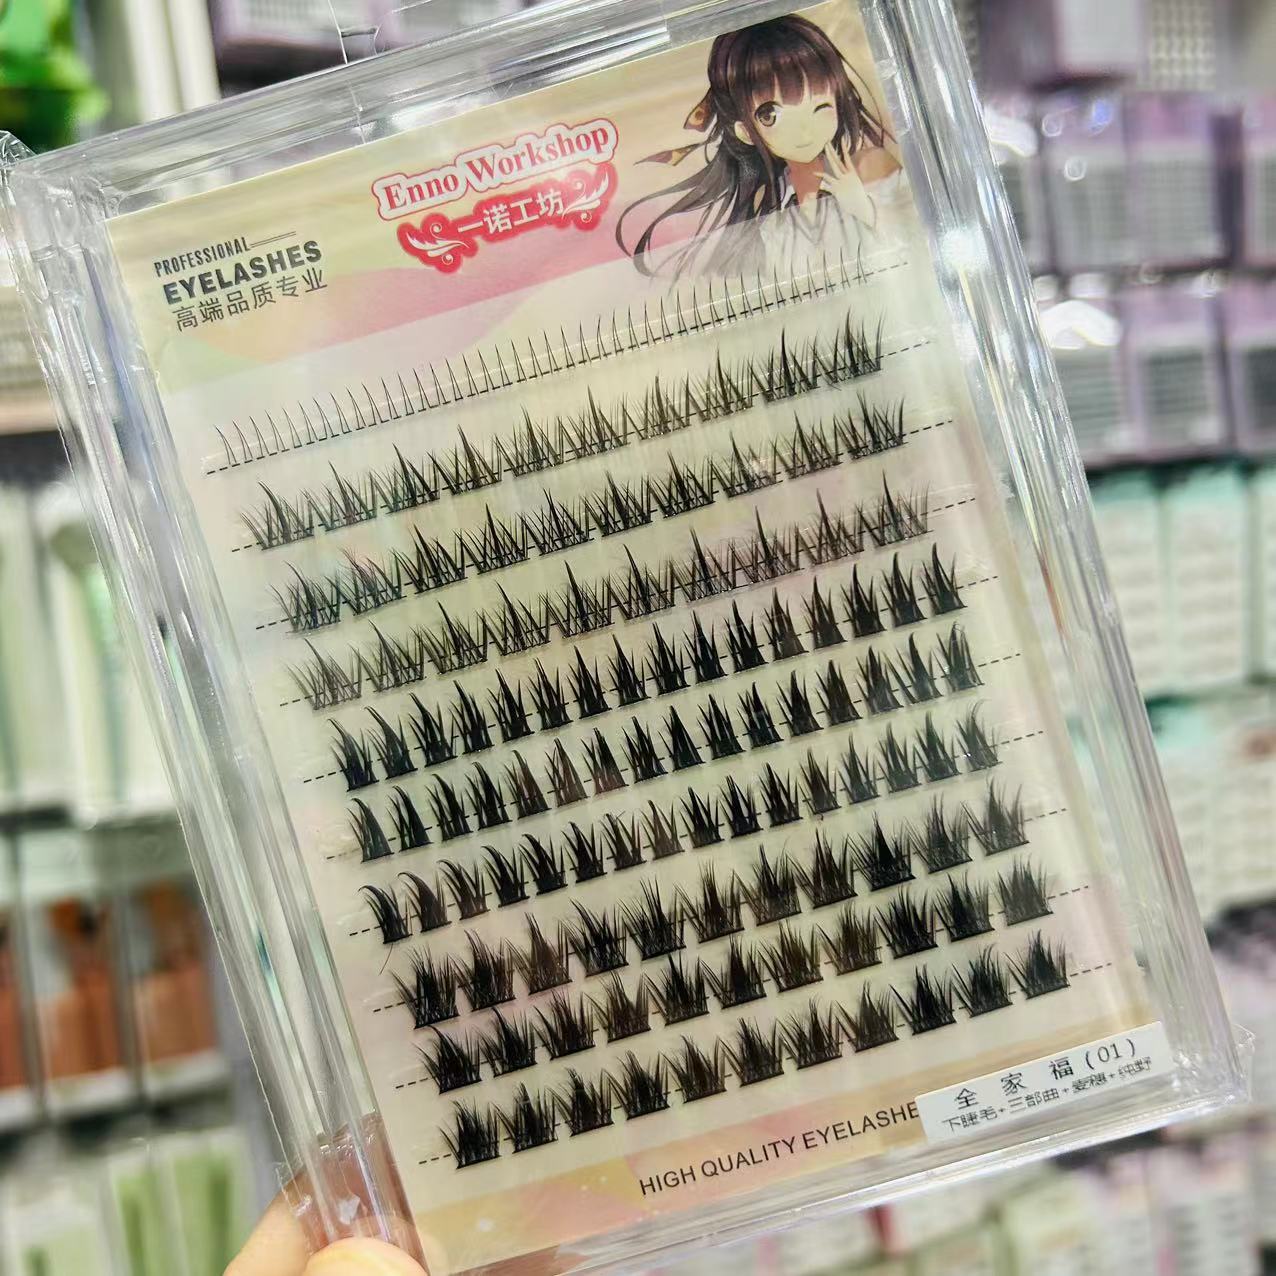 Enno Workshop
一诺工坊
PROFESSIONAL
EYELASHES
高端品质专业
全家福(01)
下睫毛+三部曲+麦穗+纯野
HIGH QUALITY EYELASHE